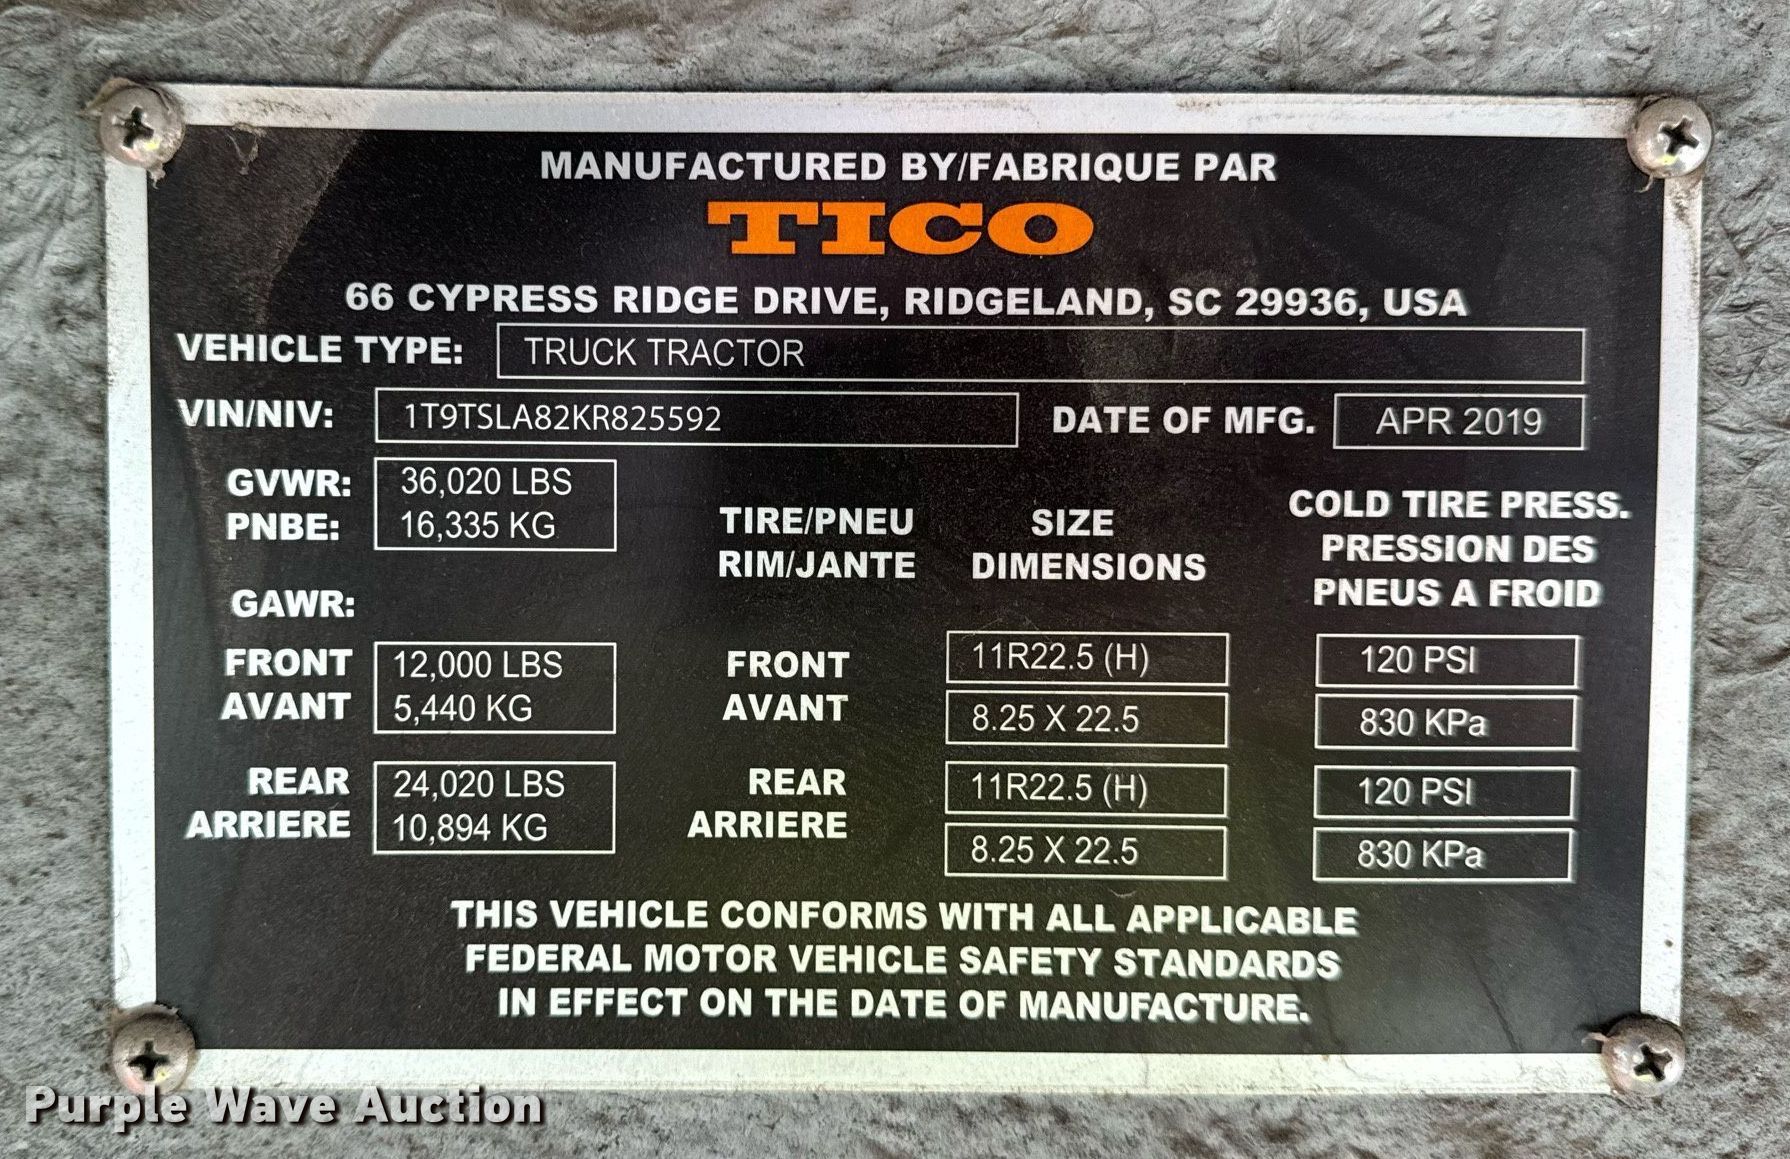 MANUFACTURED BY/FABRIQUE PAR
TICO
66 CYPRESS RIDGE DRIVE, RIDGELAND, SC 29936, USA
VEHICLE TYPE: TRUCK TRACTOR
VIN/NIV: 1T9TSLA82KR825592 DATE OF MFG. APR 2019
GVWR: 36,020 LBS
PNBE: 16,335 KG
TIRE/PNEU SIZE
RIM/JANTE DIMENSIONS
COLD TIRE PRESS.
PRESSION DES
PNEUS A FROID
GAWR:
FRONT 12,000 LBS FRONT 11R22.5 (H) 120 PSI
AVANT 5,440 KG AVANT 8.25 X 22.5 830 KPa
REAR 24,020 LBS REAR 11R22.5 (H) 120 PSI
ARRIERE 10,894 KG ARRIERE 8.25 X 22.5 830 KPa
THIS VEHICLE CONFORMS WITH ALL APPLICABLE
FEDERAL MOTOR VEHICLE SAFETY STANDARDS
IN EFFECT ON THE DATE OF MANUFACTURE.
Purple Wave Auction